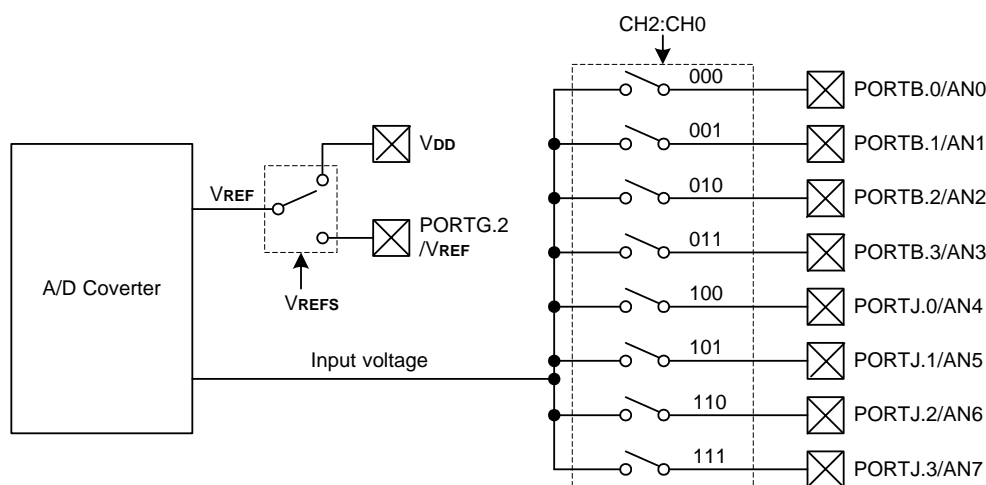 CH2:CH0
000
PORTB.0/AN0
001
PORTB.1/AN1
010
PORTB.2/AN2
011
PORTB.3/AN3
100
PORTJ.0/AN4
101
PORTJ.1/AN5
110
PORTJ.2/AN6
111
PORTJ.3/AN7
VDD
VREF
PORTG.2
/VREF
VREFS
A/D Coverter
Input voltage